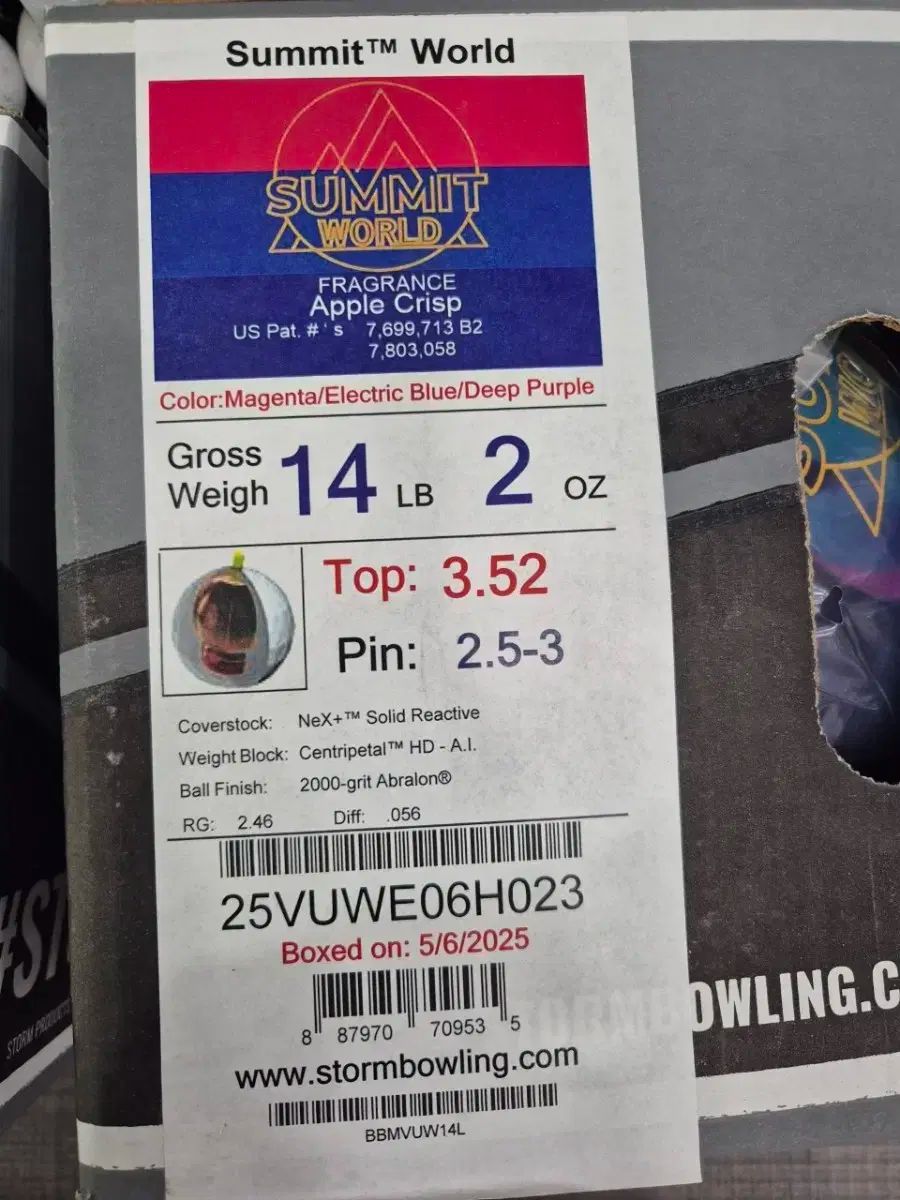 Summit™ World
SUMMIT
WORLD
FRAGRANCE
Apple Crisp
US Pat. #'s 7,699,713 B2
7,803,058
Color:Magenta/Electric Blue/Deep Purple
Gross
Weigh 14 LB 2 OZ
Top: 3.52
Pin: 2.5-3
Coverstock: NeX+™ Solid Reactive
Weight Block: Centripetal™ HD - A.I.
Ball Finish: 2000-grit Abralon®
RG: 2.46 Diff: .056
25VUWE06H023
Boxed on: 5/6/2025
8 87970 70953 5
www.stormbowling.com
BBMVUW14L
STORMBOWLING.C
#ST
STORM PRODUCTS